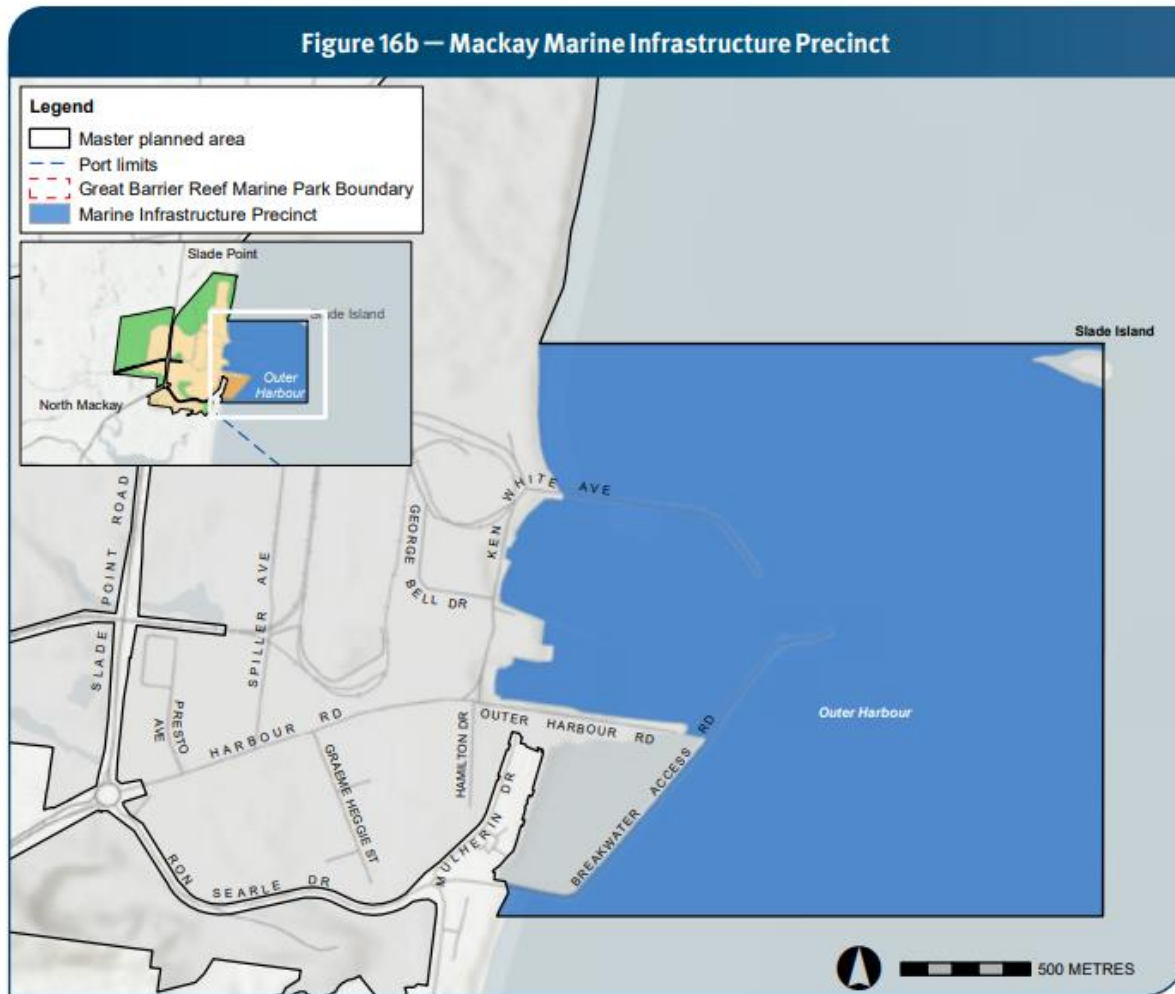 Figure 16b — Mackay Marine Infrastructure Precinct
Legend
Master planned area
Port limits
Great Barrier Reef Marine Park Boundary
Marine Infrastructure Precinct
Slade Point
Slade Island
Outer
Harbour
North Mackay
Slade Island
SLADE POINT ROAD
SPILLER AVE
GEORGE BELL DR
KEN WHITE AVE
PRESTO
AVE
HARBOUR RD
GRAEME HEGGIE ST
HAMILTON DR
OUTER HARBOUR RD
MULHERIN DR
BREAKWATER ACCESS RD
Outer Harbour
RON SEARLE DR
500 METRES